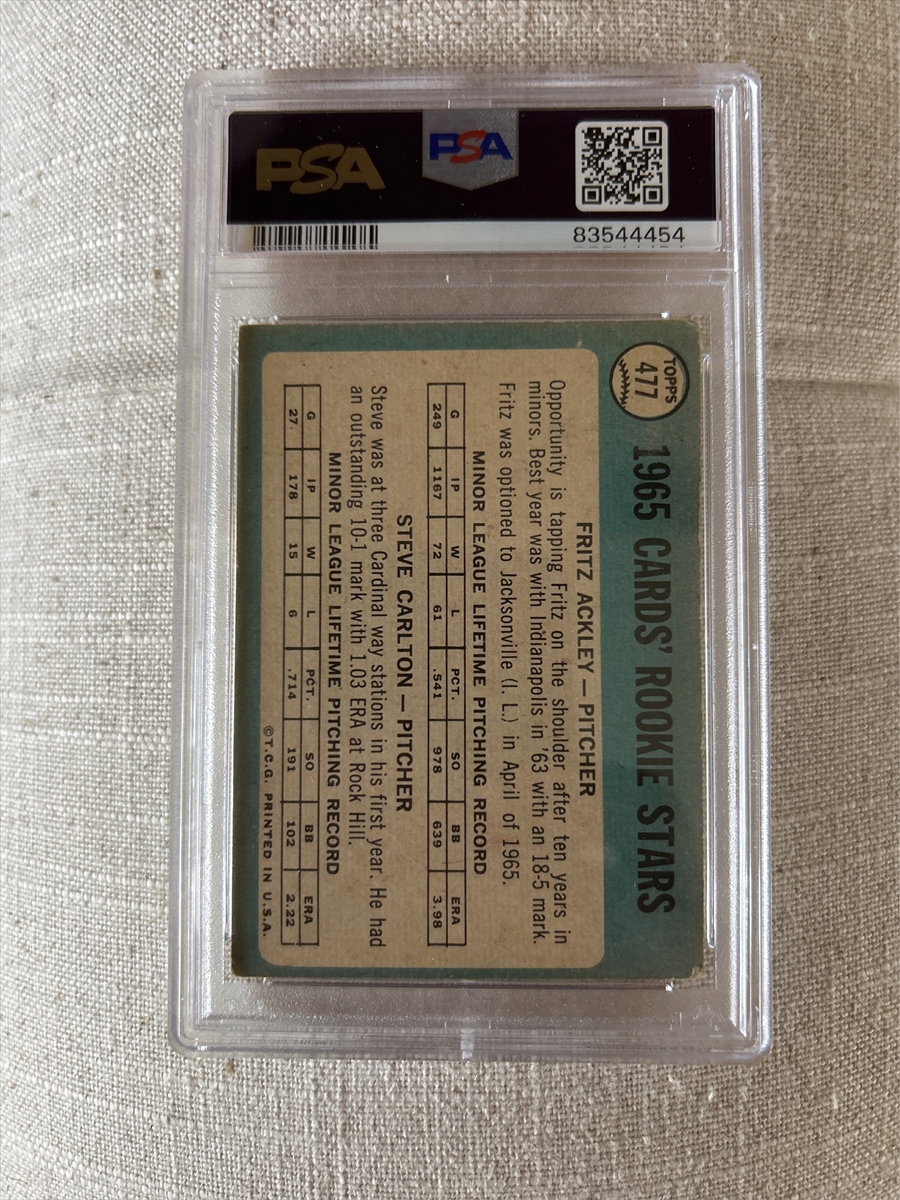 PSA
PSA
83544454
TOPPS
477
1965 CARDS' ROOKIE STARS
FRITZ ACKLEY — PITCHER
Opportunity is tapping Fritz on the shoulder after ten years in
minors. Best year was with Indianapolis in '63 with an 18-5 mark.
Fritz was optioned to Jacksonville (I. L.) in April of 1965.
MINOR LEAGUE LIFETIME PITCHING RECORD
G IP W L PCT. SO BB ERA
249 1167 72 61 .541 978 639 3.98
STEVE CARLTON — PITCHER
Steve was at three Cardinal way stations in his first year. He had
an outstanding 10-1 mark with 1.03 ERA at Rock Hill.
MINOR LEAGUE LIFETIME PITCHING RECORD
G IP W L PCT. SO BB ERA
27 178 15 6 .714 191 102 2.22
©T.C.G. PRINTED IN U.S.A.